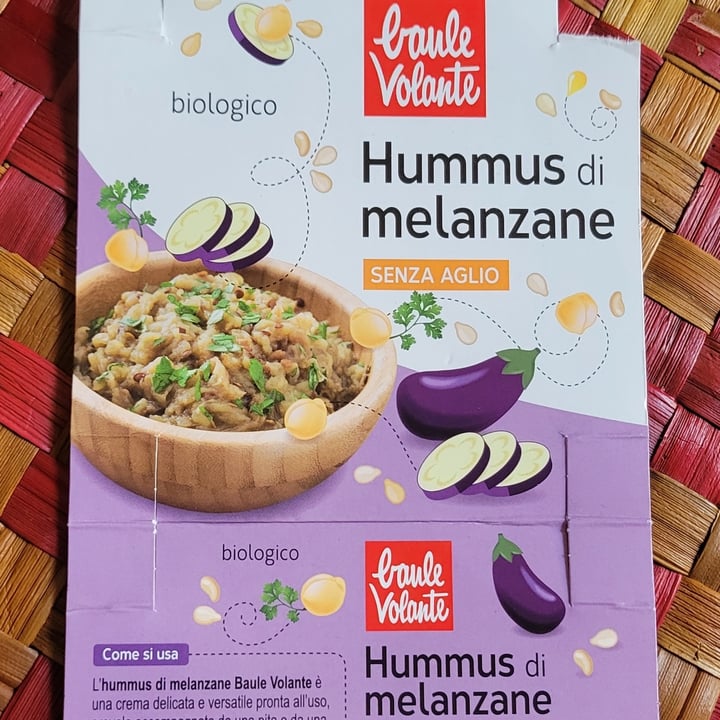 baule
volante
biologico
Hummus di
melanzane
SENZA AGLIO
biologico
baule
volante
Come si usa
Hummus di
melanzane
L'hummus di melanzane Baule Volante è
una crema delicata e versatile pronta all'uso,